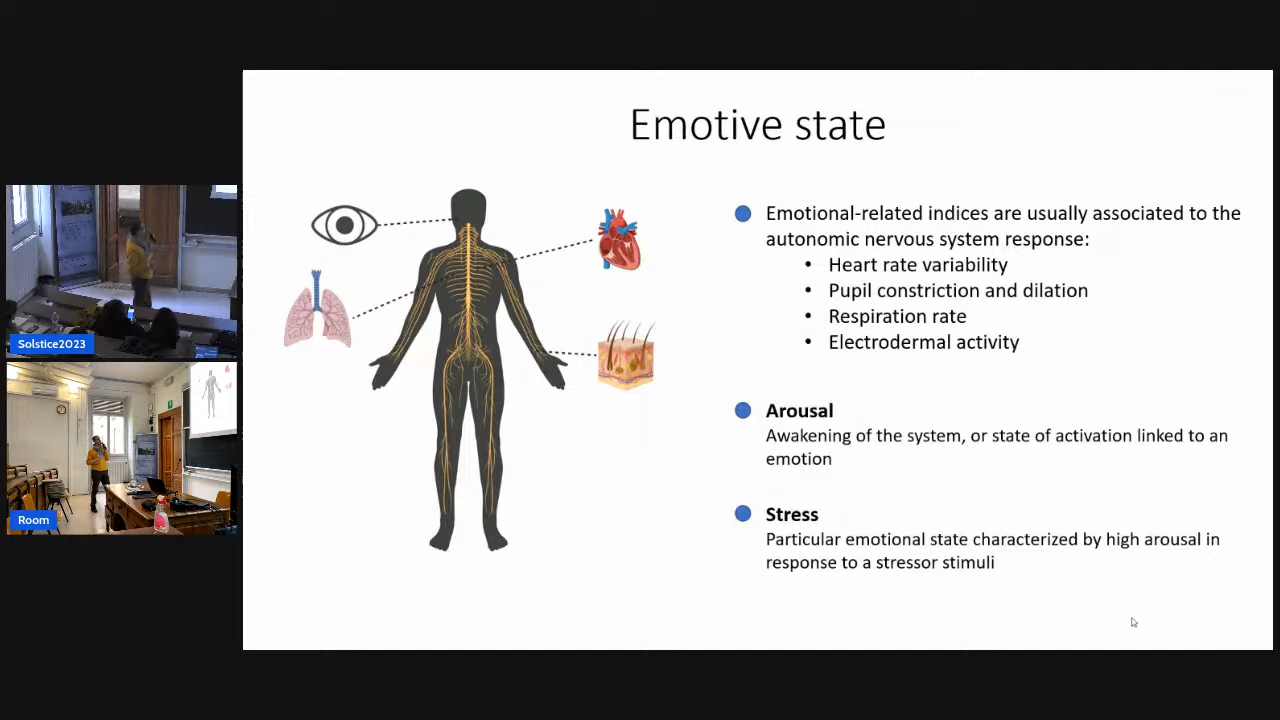 Emotive state
Emotional-related indices are usually associated to the
autonomic nervous system response:
• Heart rate variability
• Pupil constriction and dilation
• Respiration rate
• Electrodermal activity
Arousal
Awakening of the system, or state of activation linked to an
emotion
Stress
Particular emotional state characterized by high arousal in
response to a stressor stimuli
Solstice2023
Room